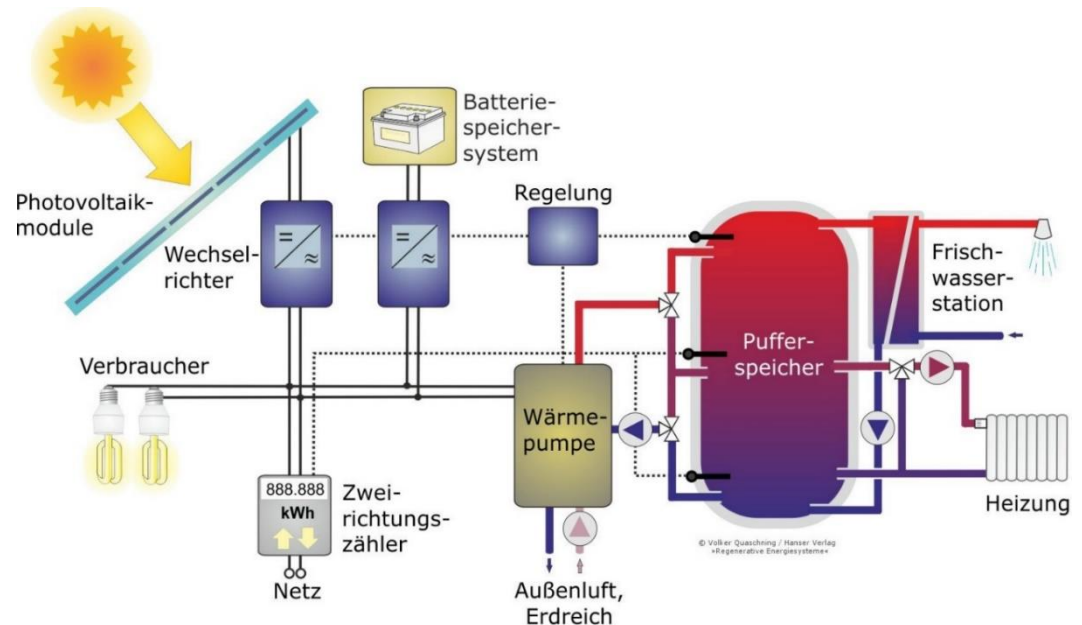 Batterie-
speicher-
system
Photovoltaik-
module
Wechsel-
richter
=
≈
=
≈
Regelung
Frisch-
wasser-
station
Verbraucher
Puffer-
speicher
Wärme-
pumpe
888.888
kWh
Zwei-
richtungs-
zähler
Netz
Heizung
© Volker Quaschning / Hanser Verlag
»Regenerative Energiesysteme«
Außenluft,
Erdreich